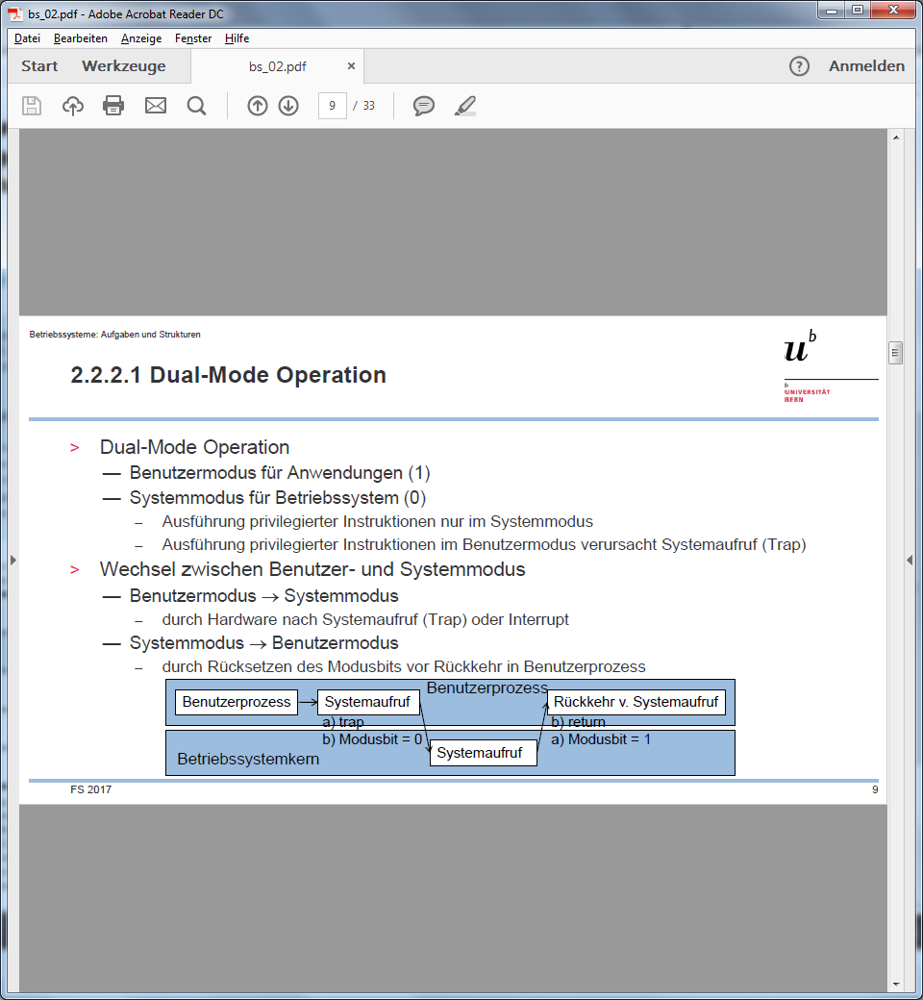 bs_02.pdf - Adobe Acrobat Reader DC
Datei Bearbeiten Anzeige Fenster Hilfe
Start Werkzeuge bs_02.pdf × ? Anmelden
9 / 33
Betriebssysteme: Aufgaben und Strukturen
u b
2.2.2.1 Dual-Mode Operation
b
UNIVERSITÄT
BERN
> Dual-Mode Operation
— Benutzermodus für Anwendungen (1)
— Systemmodus für Betriebssystem (0)
– Ausführung privilegierter Instruktionen nur im Systemmodus
– Ausführung privilegierter Instruktionen im Benutzermodus verursacht Systemaufruf (Trap)
> Wechsel zwischen Benutzer- und Systemmodus
— Benutzermodus → Systemmodus
– durch Hardware nach Systemaufruf (Trap) oder Interrupt
— Systemmodus → Benutzermodus
– durch Rücksetzen des Modusbits vor Rückkehr in Benutzerprozess
Benutzerprozess
Benutzerprozess Systemaufruf Rückkehr v. Systemaufruf
a) trap b) return
b) Modusbit = 0 a) Modusbit = 1
Systemaufruf
Betriebssystemkern
FS 2017 9